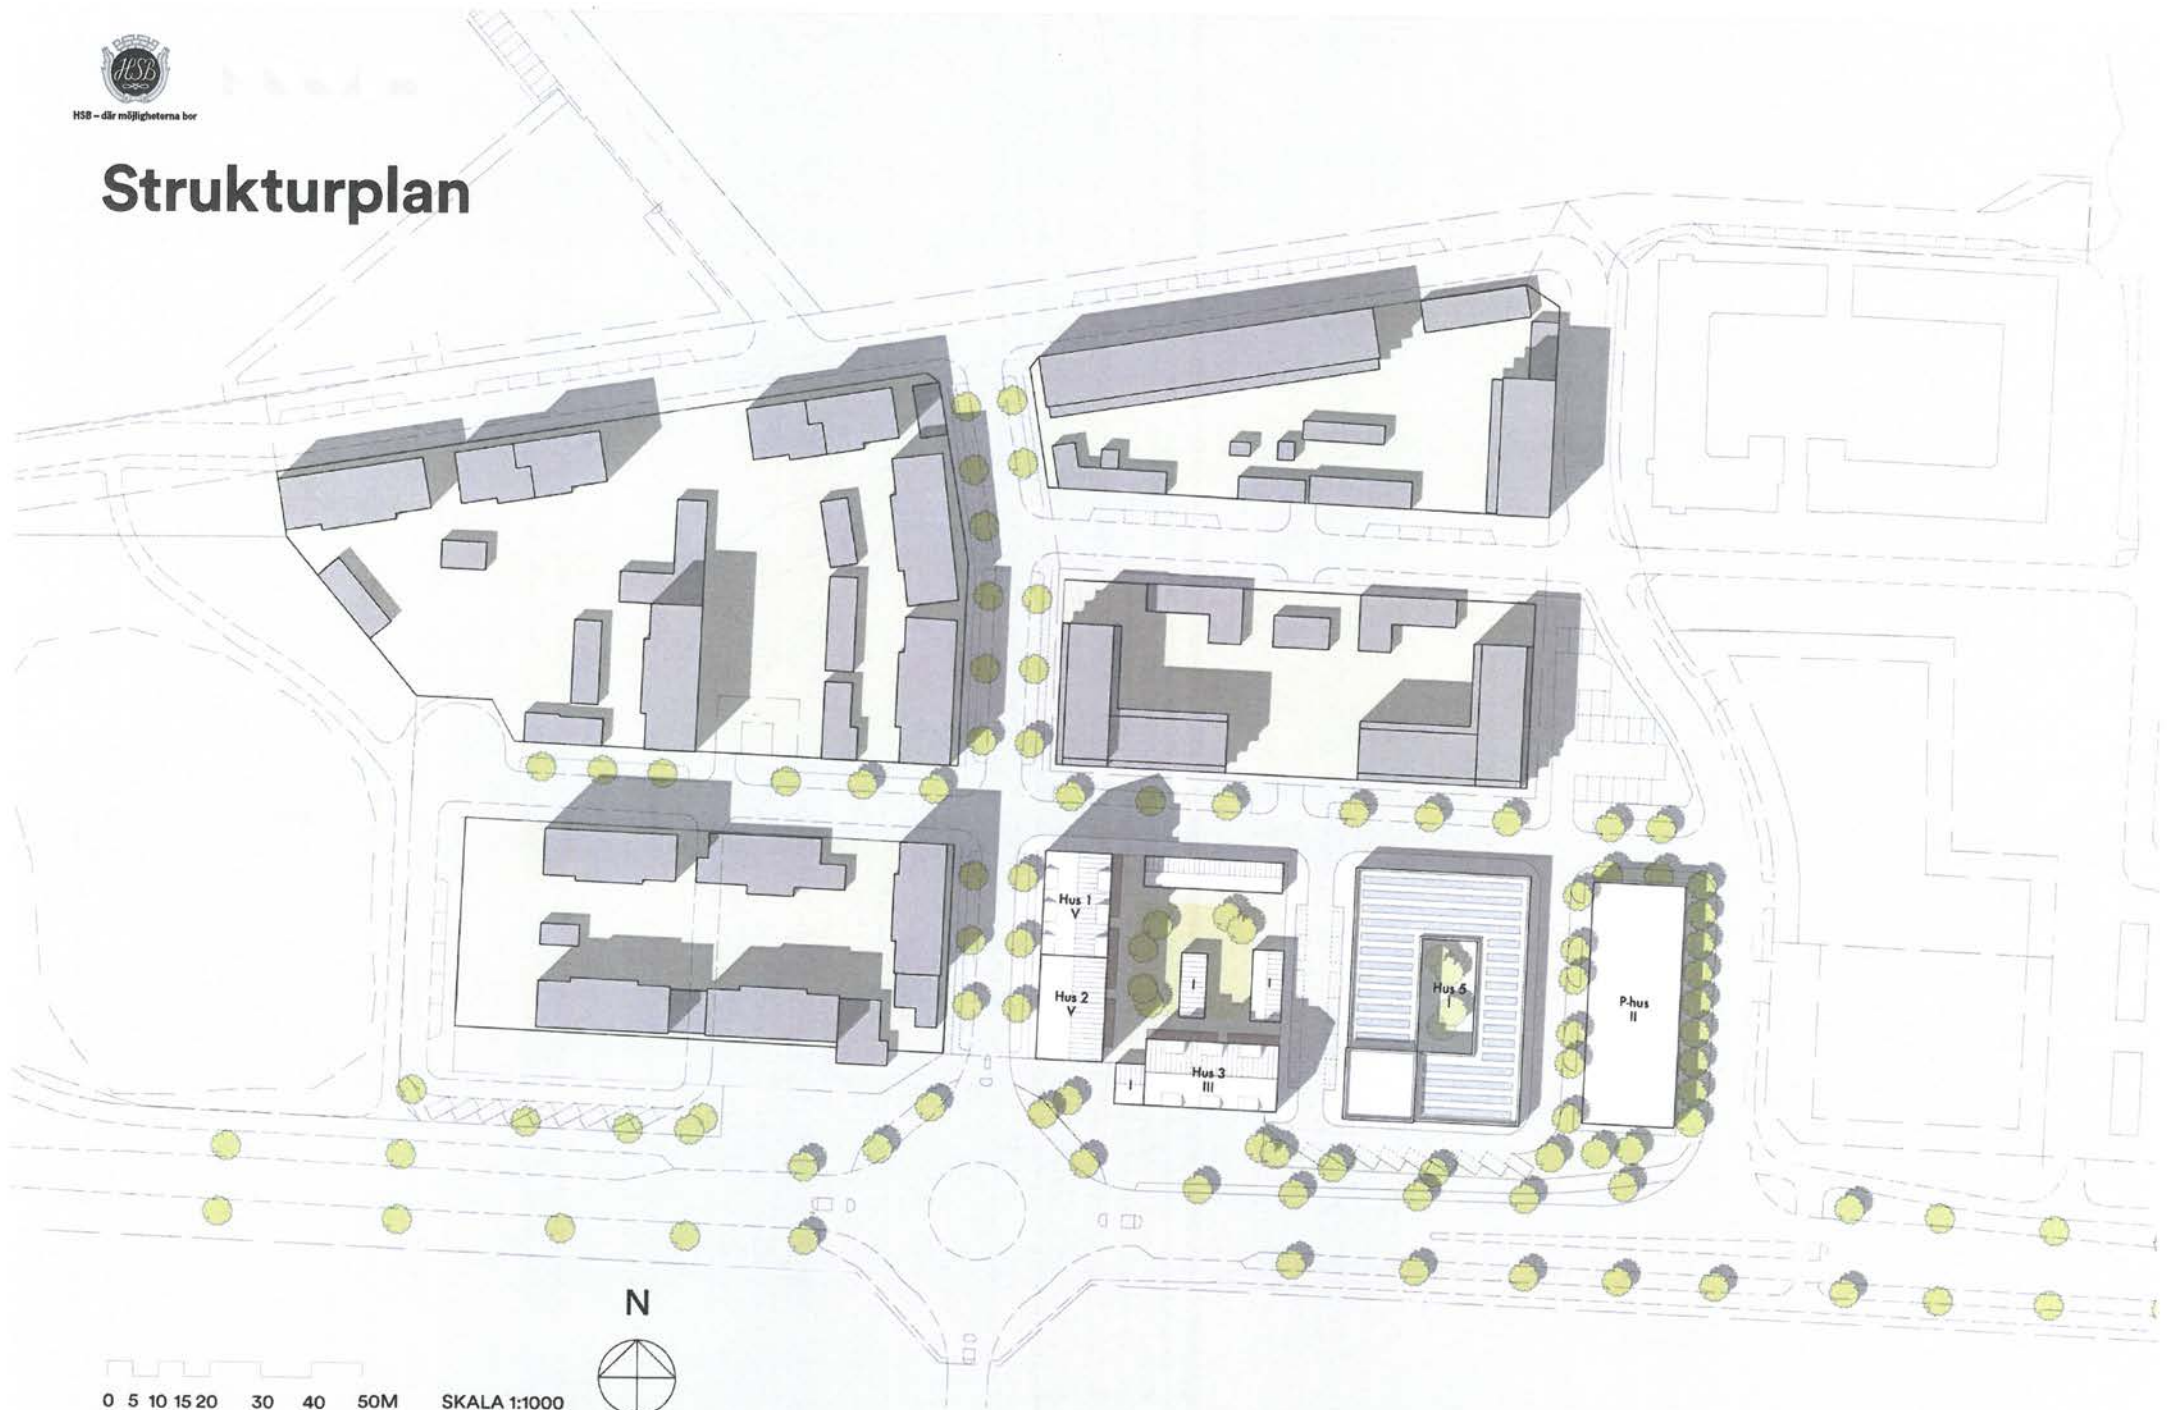 HSB
HSB – där möjligheterna bor
Strukturplan
Hus 1
V
Hus 2
V
I
I
Hus 3
III
I
Hus 5
I
P-hus
II
N
0 5 10 15 20 30 40 50M
SKALA 1:1000